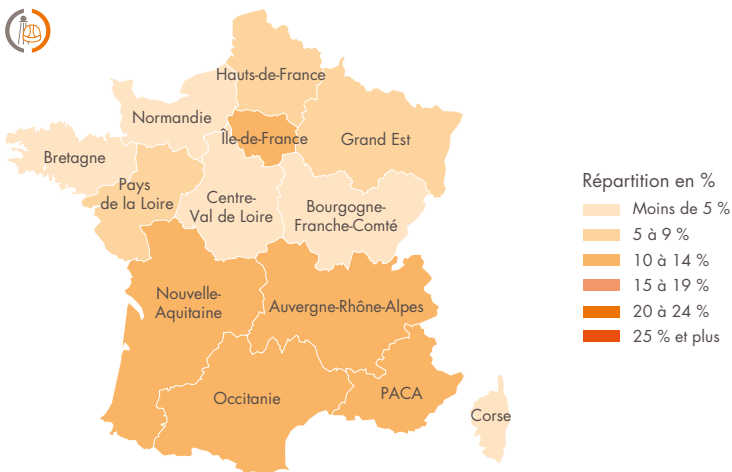 Hauts-de-France
Normandie
Île-de-France
Grand Est
Bretagne
Pays
de la Loire
Centre-
Val de Loire
Bourgogne-
Franche-Comté
Nouvelle-
Aquitaine
Auvergne-Rhône-Alpes
Occitanie
PACA
Corse
Répartition en %
Moins de 5 %
5 à 9 %
10 à 14 %
15 à 19 %
20 à 24 %
25 % et plus